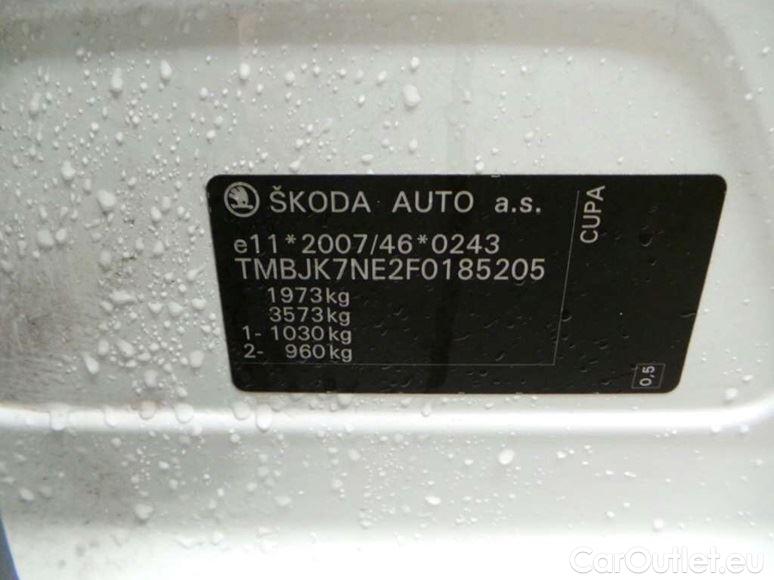 ŠKODA AUTO a.s.
e11*2007/46*0243
TMBJK7NE2F0185205
1973kg
3573kg
1- 1030kg
2- 960kg
CUPA
0,5
CarOutlet.eu